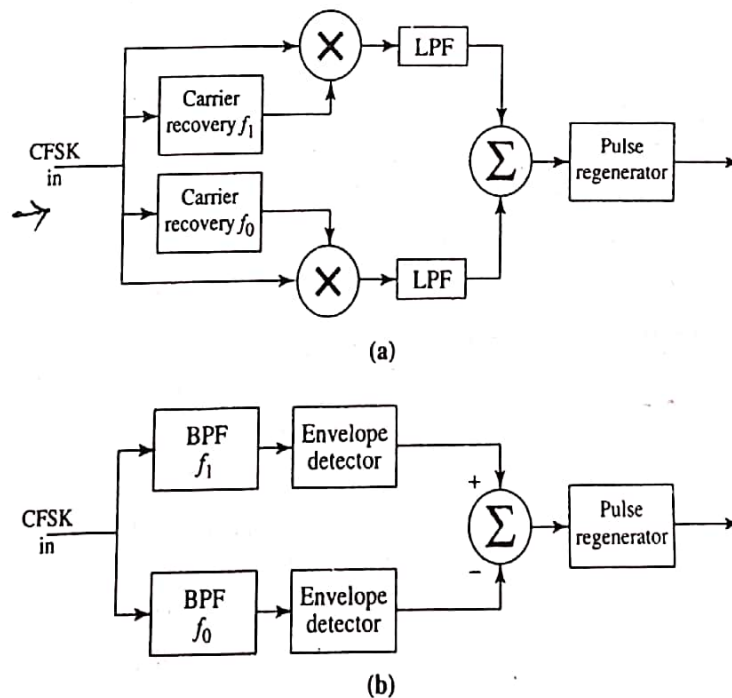 ×
LPF
Carrier
recovery f₁
CFSK
in
Σ
Pulse
regenerator
Carrier
recovery f₀
×
LPF
(a)
BPF
f₁
Envelope
detector
+
CFSK
in
Σ
Pulse
regenerator
−
BPF
f₀
Envelope
detector
(b)